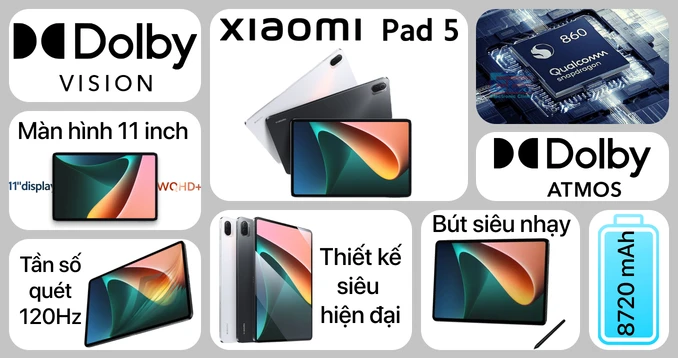 Dolby
VISION
XIAOMI Pad 5
860
Qualcomm
snapdragon
Màn hình 11 inch
11"display
WQHD+
Dolby
ATMOS
Tần số
quét
120Hz
Thiết kế
siêu
hiện đại
Bút siêu nhạy
8720 mAh